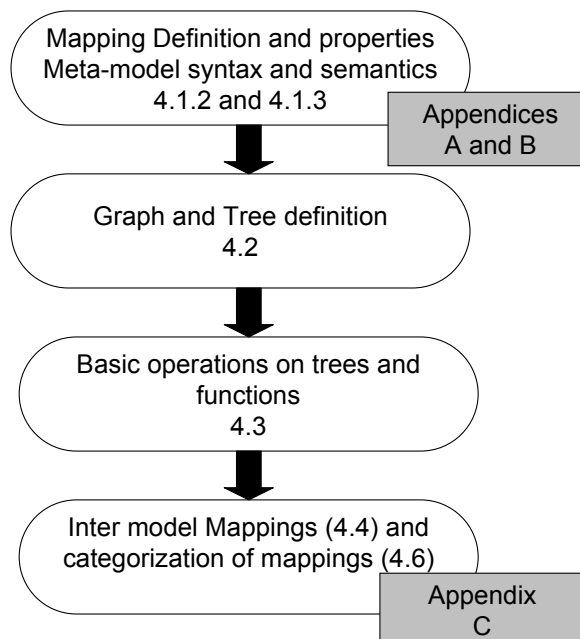 Mapping Definition and properties
Meta-model syntax and semantics
4.1.2 and 4.1.3
Appendices
A and B
Graph and Tree definition
4.2
Basic operations on trees and
functions
4.3
Inter model Mappings (4.4) and
categorization of mappings (4.6)
Appendix
C